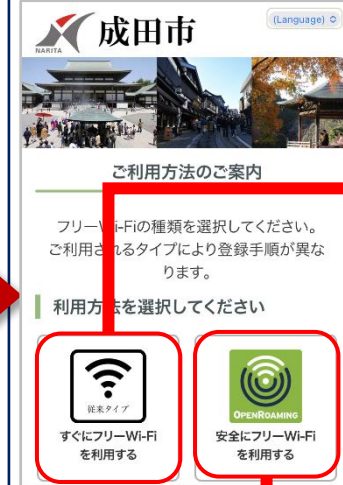 NARITA
成田市
(Language)
ご利用方法のご案内
フリーWi-Fiの種類を選択してください。
ご利用されるタイプにより登録手順が異な
ります。
利用方法を選択してください
従来タイプ
すぐにフリーWi-Fi
を利用する
OPENROAMING
安全にフリーWi-Fi
を利用する